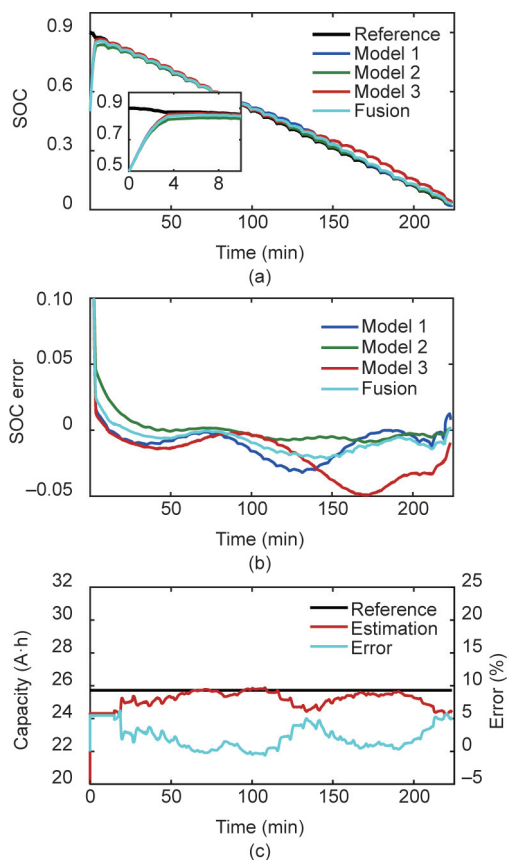 0.9
0.6
0.3
0
SOC
Reference
Model 1
Model 2
Model 3
Fusion
0.9
0.7
0.5
0 4 8
50 100 150 200
Time (min)
(a)
0.10
0.05
0
–0.05
SOC error
Model 1
Model 2
Model 3
Fusion
50 100 150 200
Time (min)
(b)
32
30
28
26
24
22
20
Capacity (A·h)
Reference
Estimation
Error
25
20
15
10
5
0
–5
Error (%)
0 50 100 150 200
Time (min)
(c)